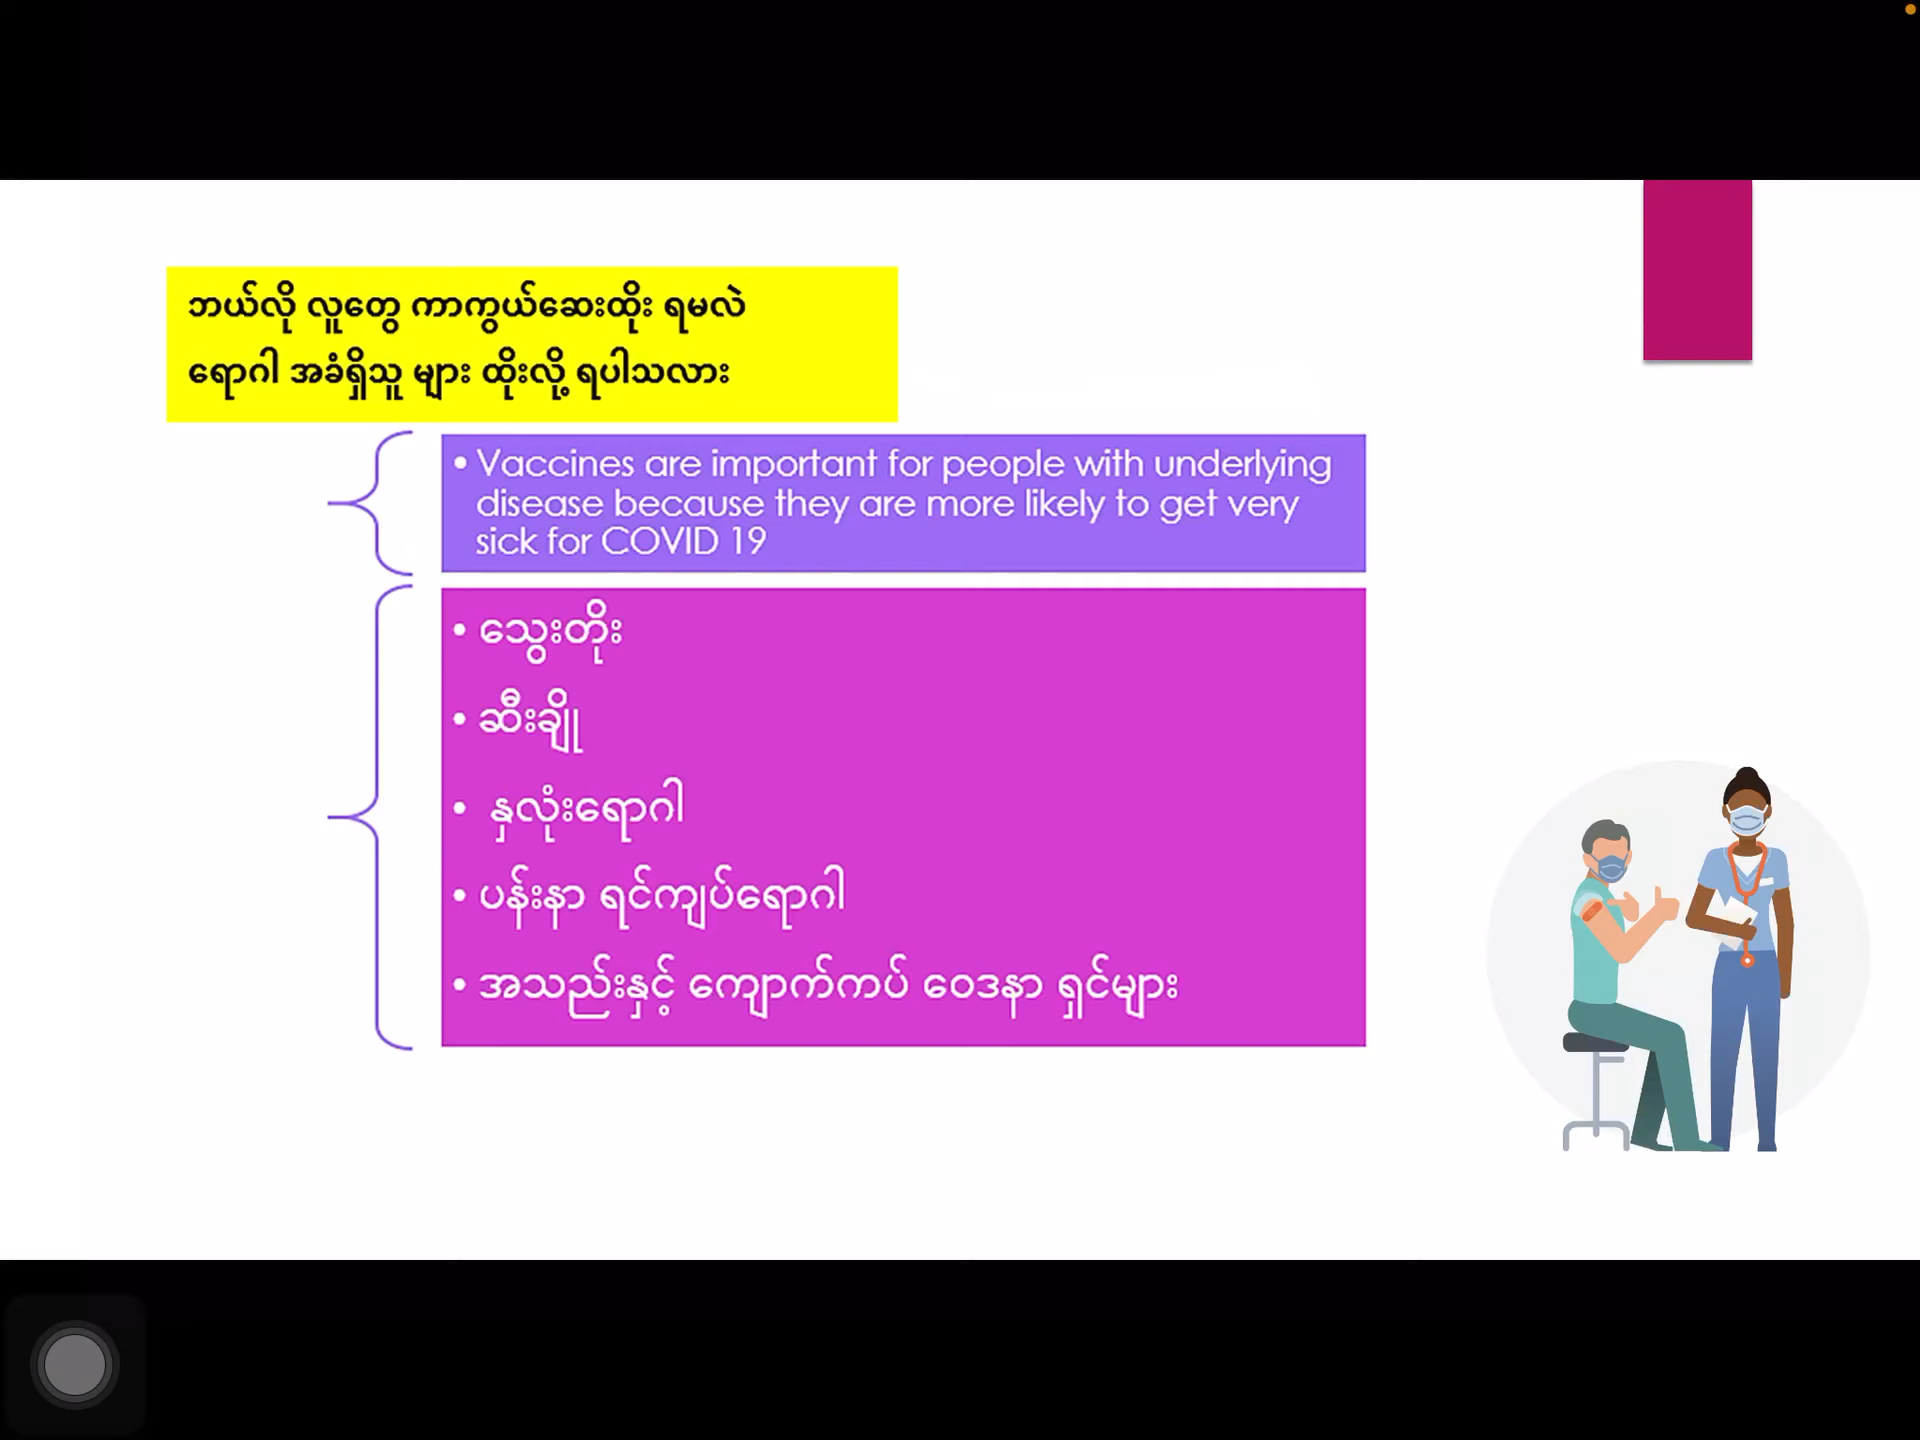 ဘယ်လို လူတွေ ကာကွယ်ဆေးထိုး ရမလဲ
ရောဂါ အခံရှိသူ များ ထိုးလို့ ရပါသလား
• Vaccines are important for people with underlying
disease because they are more likely to get very
sick for COVID 19
• သွေးတိုး
• ဆီးချို
• နှလုံးရောဂါ
• ပန်းနာ ရင်ကျပ်ရောဂါ
• အသည်းနှင့် ကျောက်ကပ် ဝေဒနာ ရှင်များ